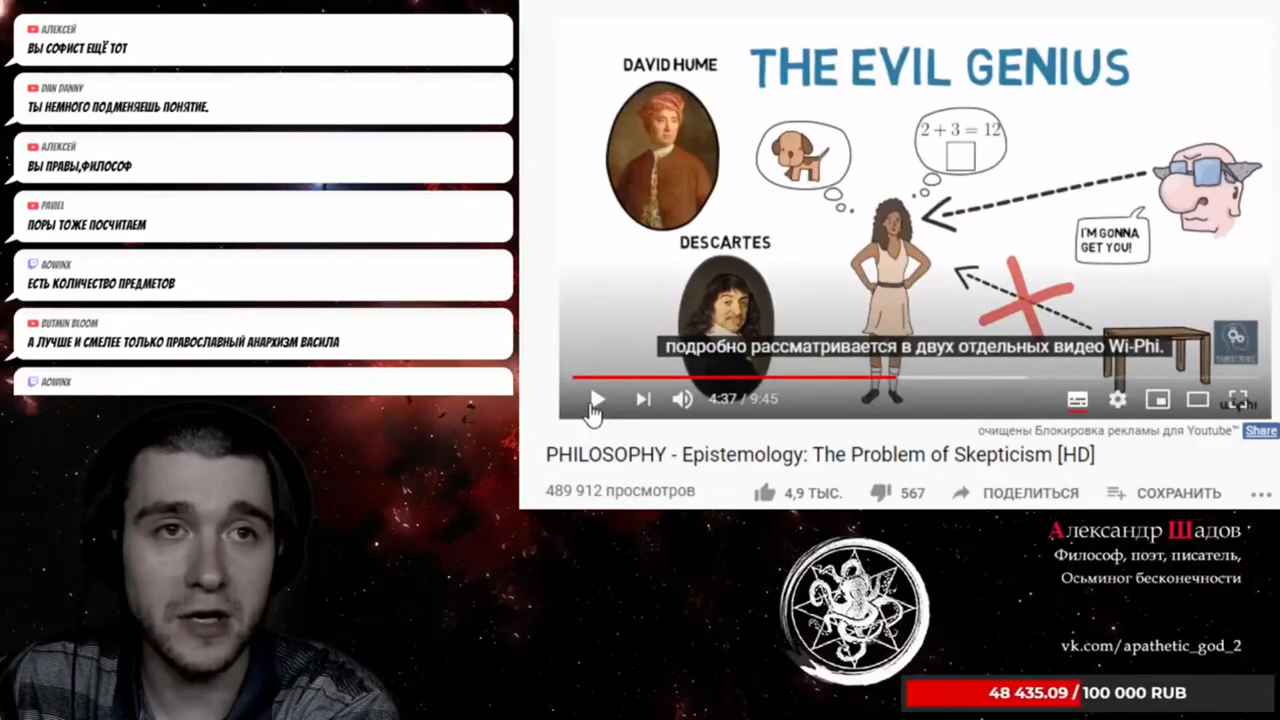 АЛЕКСЕЙ
ВЫ СОФИСТ ЕЩЁ ТОТ
DAN DANNY
ТЫ НЕМНОГО ПОДМЕНЯЕШЬ ПОНЯТИЕ.
АЛЕКСЕЙ
ВЫ ПРАВЫ,ФИЛОСОФ
PAVIEL
ПОРЫ ТОЖЕ ПОСЧИТАЕМ
AOWINX
ЕСТЬ КОЛИЧЕСТВО ПРЕДМЕТОВ
BUTMIN BLOOM
А ЛУЧШЕ И СМЕЛЕЕ ТОЛЬКО ПРАВОСЛАВНЫЙ АНАРХИЗМ ВАСИЛА
AOWINX
THE EVIL GENIUS
DAVID HUME
2 + 3 = 12
I'M GONNA
GET YOU!
DESCARTES
подробно рассматривается в двух отдельных видео Wi-Phi.
4:37 / 9:45
очищены Блокировка рекламы для Youtube™ Share
PHILOSOPHY - Epistemology: The Problem of Skepticism [HD]
489 912 просмотров
4,9 ТЫС.
567
ПОДЕЛИТЬСЯ
СОХРАНИТЬ
Александр Шадов
Философ, поэт, писатель,
Осьминог бесконечности
vk.com/apathetic_god_2
48 435.09 / 100 000 RUB